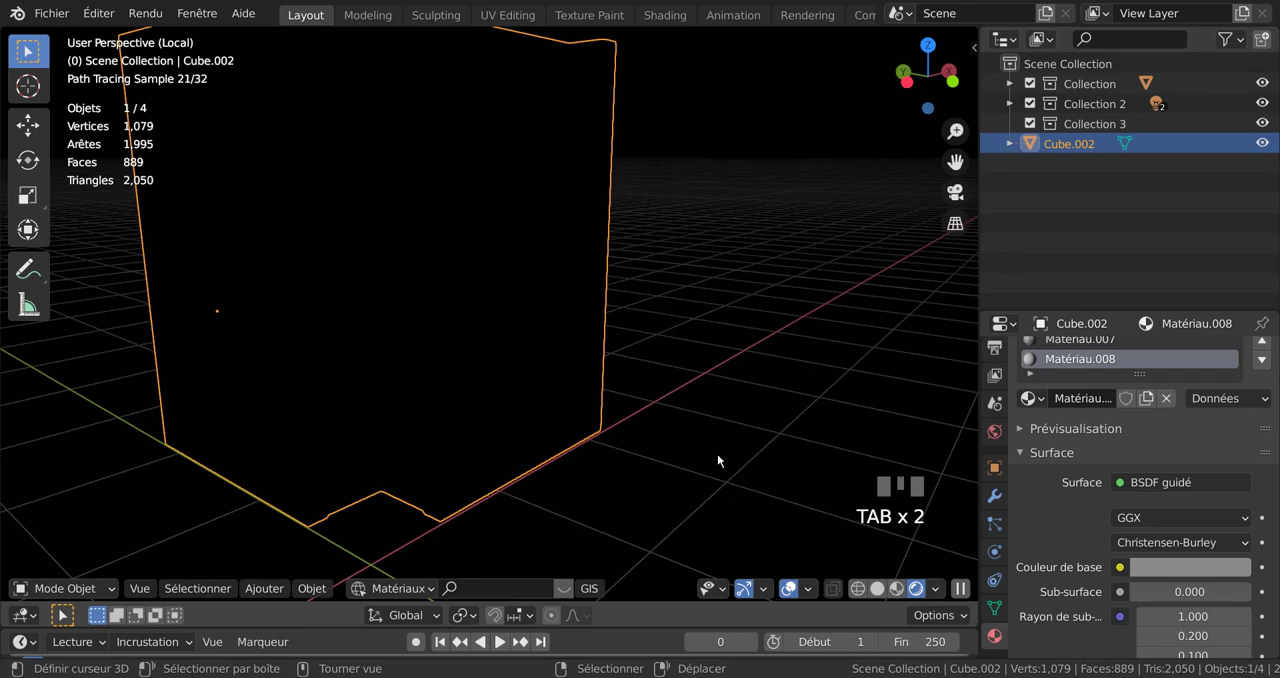 Fichier Éditer Rendu Fenêtre Aide Layout Modeling Sculpting UV Editing Texture Paint Shading Animation Rendering Com Scene View Layer
User Perspective (Local)
(0) Scene Collection | Cube.002
Path Tracing Sample 21/32
Objets 1 / 4
Vertices 1,079
Arêtes 1,995
Faces 889
Triangles 2,050
Scene Collection
Collection
Collection 2 2
Collection 3
Cube.002
Cube.002 Matériau.008
Matériau.007
Matériau.008
Matériau.... Données
Prévisualisation
Surface
Surface BSDF guidé
GGX
Christensen-Burley
Couleur de base
Sub-surface 0.000
Rayon de sub-... 1.000
0.200
0.100
TAB x 2
Mode Objet Vue Sélectionner Ajouter Objet Matériaux GIS
Global Options
Lecture Incrustation Vue Marqueur 0 Début 1 Fin 250
Définir curseur 3D Sélectionner par boîte Tourner vue Sélectionner Déplacer Scene Collection | Cube.002 | Verts:1,079 | Faces:889 | Tris:2,050 | Objects:1/4 | 2